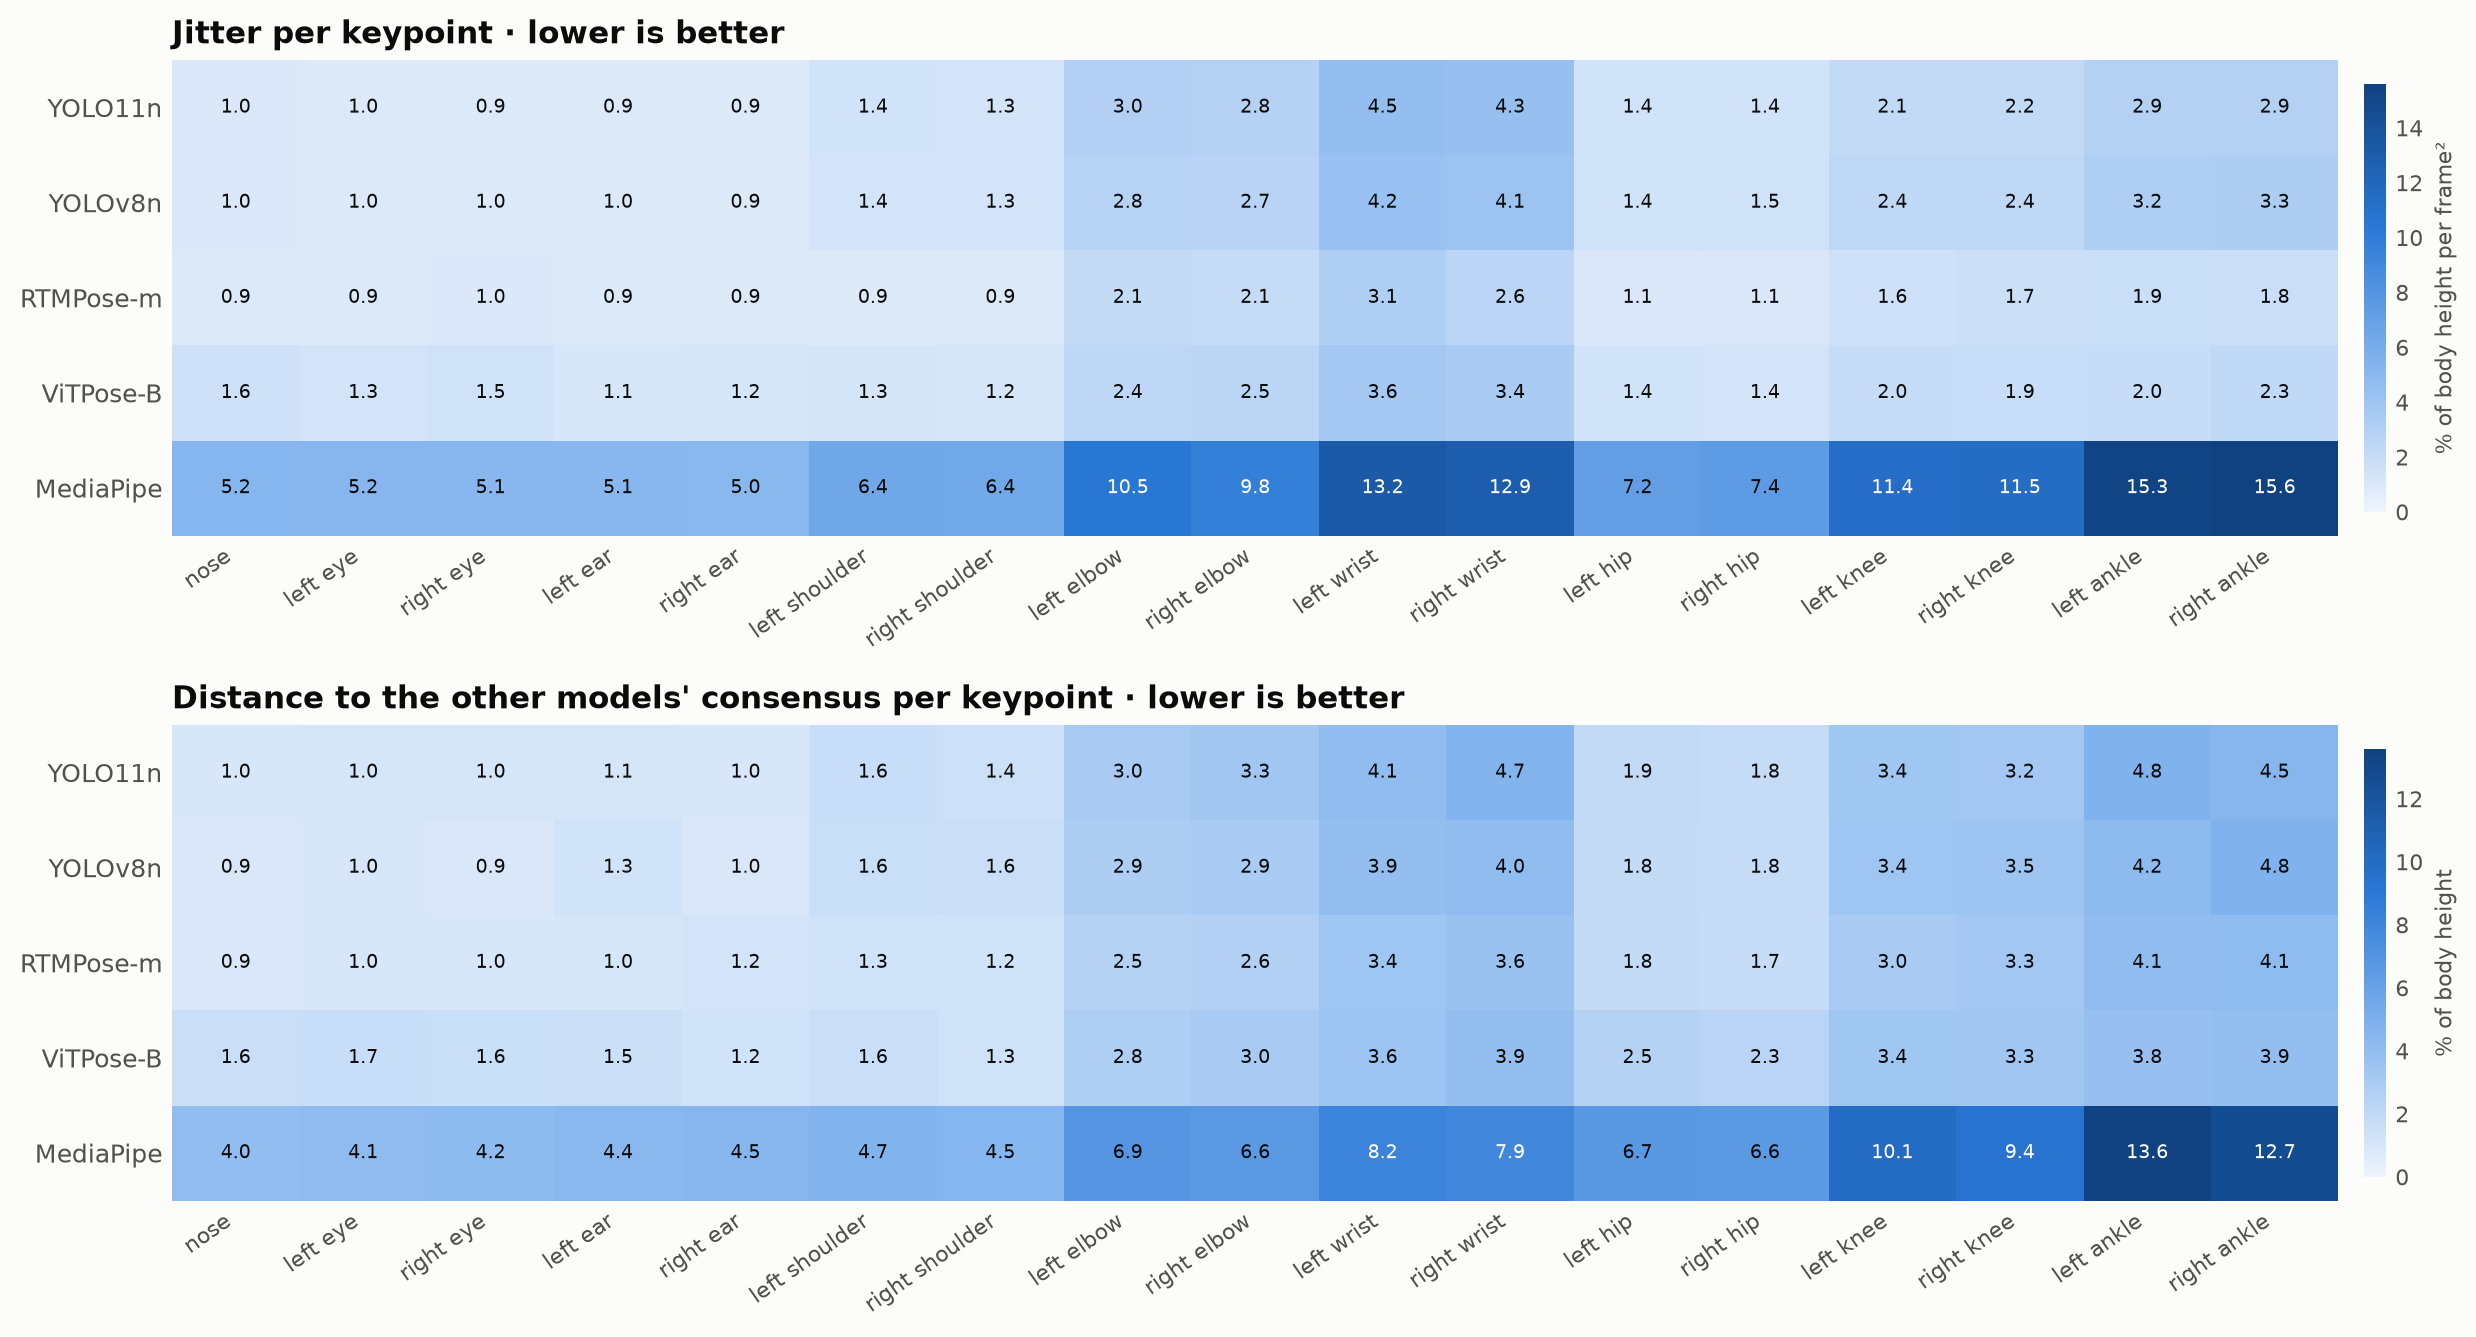 Jitter per keypoint · lower is better
YOLO11n 1.0 1.0 0.9 0.9 0.9 1.4 1.3 3.0 2.8 4.5 4.3 1.4 1.4 2.1 2.2 2.9 2.9
YOLOv8n 1.0 1.0 1.0 1.0 0.9 1.4 1.3 2.8 2.7 4.2 4.1 1.4 1.5 2.4 2.4 3.2 3.3
RTMPose-m 0.9 0.9 1.0 0.9 0.9 0.9 0.9 2.1 2.1 3.1 2.6 1.1 1.1 1.6 1.7 1.9 1.8
ViTPose-B 1.6 1.3 1.5 1.1 1.2 1.3 1.2 2.4 2.5 3.6 3.4 1.4 1.4 2.0 1.9 2.0 2.3
MediaPipe 5.2 5.2 5.1 5.1 5.0 6.4 6.4 10.5 9.8 13.2 12.9 7.2 7.4 11.4 11.5 15.3 15.6
nose left eye right eye left ear right ear left shoulder right shoulder left elbow right elbow left wrist right wrist left hip right hip left knee right knee left ankle right ankle
14
12
10
8
6
4
2
0
% of body height per frame²
Distance to the other models' consensus per keypoint · lower is better
YOLO11n 1.0 1.0 1.0 1.1 1.0 1.6 1.4 3.0 3.3 4.1 4.7 1.9 1.8 3.4 3.2 4.8 4.5
YOLOv8n 0.9 1.0 0.9 1.3 1.0 1.6 1.6 2.9 2.9 3.9 4.0 1.8 1.8 3.4 3.5 4.2 4.8
RTMPose-m 0.9 1.0 1.0 1.0 1.2 1.3 1.2 2.5 2.6 3.4 3.6 1.8 1.7 3.0 3.3 4.1 4.1
ViTPose-B 1.6 1.7 1.6 1.5 1.2 1.6 1.3 2.8 3.0 3.6 3.9 2.5 2.3 3.4 3.3 3.8 3.9
MediaPipe 4.0 4.1 4.2 4.4 4.5 4.7 4.5 6.9 6.6 8.2 7.9 6.7 6.6 10.1 9.4 13.6 12.7
nose left eye right eye left ear right ear left shoulder right shoulder left elbow right elbow left wrist right wrist left hip right hip left knee right knee left ankle right ankle
12
10
8
6
4
2
0
% of body height